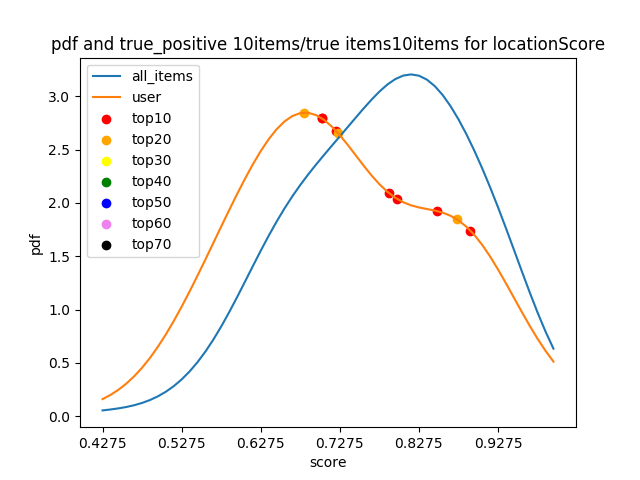 pdf and true_positive 10items/true items10items for locationScore
all_items
user
top10
top20
top30
top40
top50
top60
top70
pdf
3.0
2.5
2.0
1.5
1.0
0.5
0.0
0.4275 0.5275 0.6275 0.7275 0.8275 0.9275
score